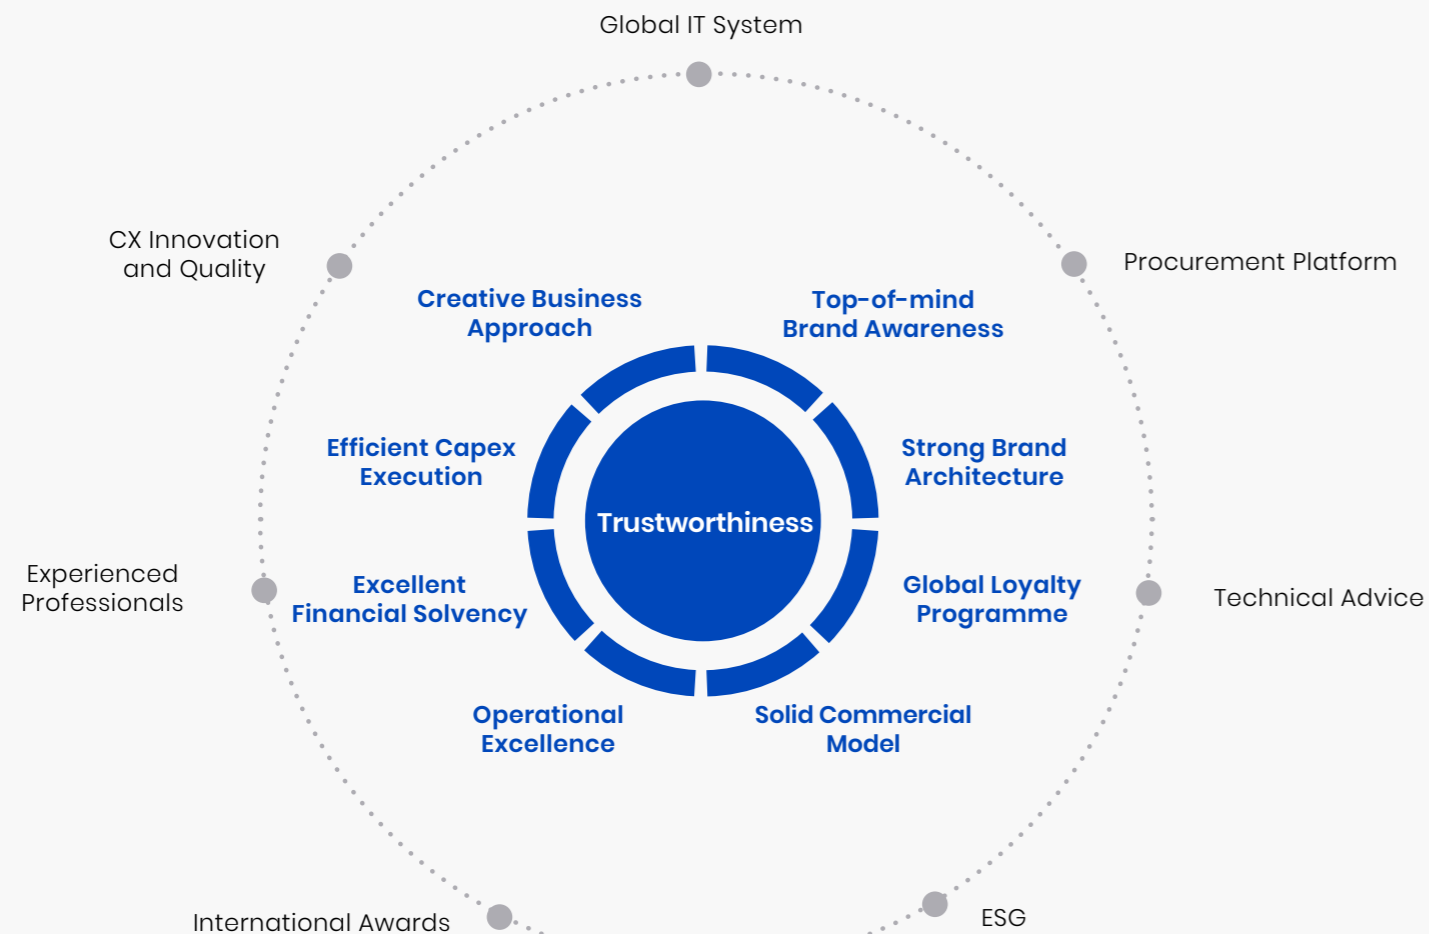 Global IT System
CX Innovation
and Quality
Procurement Platform
Creative Business
Approach
Top-of-mind
Brand Awareness
Efficient Capex
Execution
Strong Brand
Architecture
Trustworthiness
Experienced
Professionals
Excellent
Financial Solvency
Global Loyalty
Programme
Technical Advice
Operational
Excellence
Solid Commercial
Model
International Awards
ESG